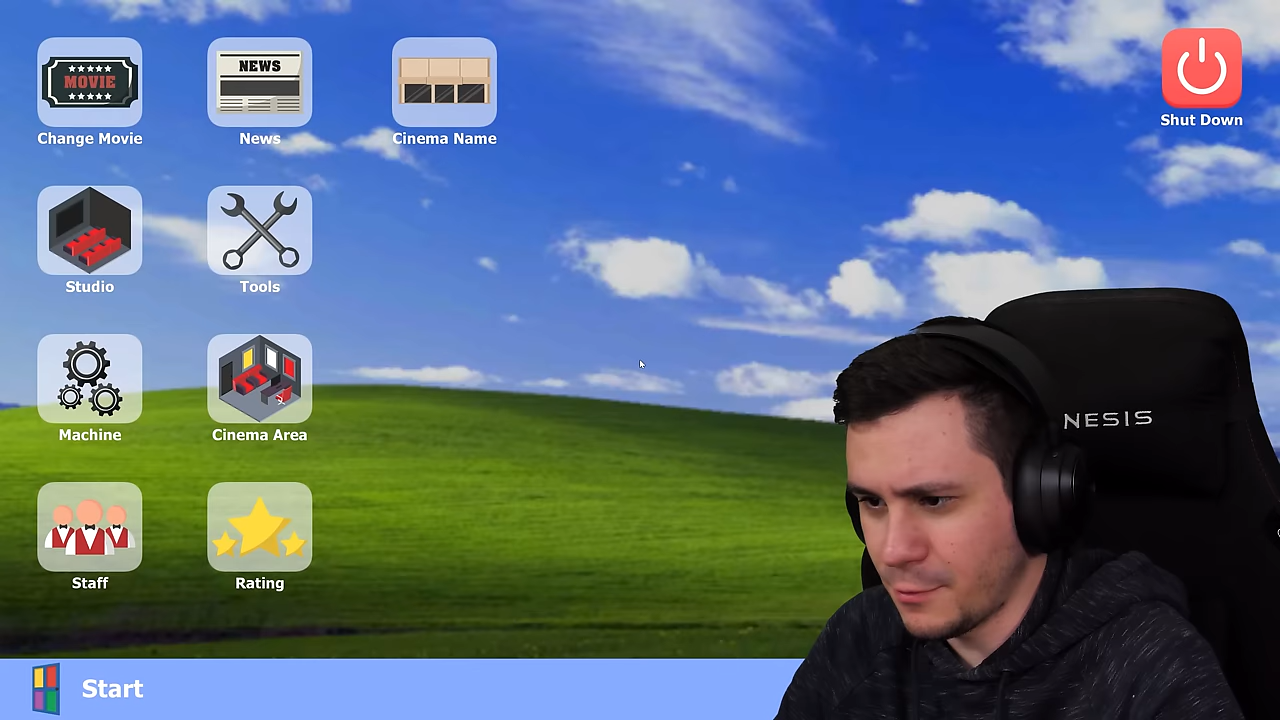 MOVIE
Change Movie
NEWS
News
Cinema Name
Shut Down
Studio
Tools
Machine
Cinema Area
Staff
Rating
NESIS
Start